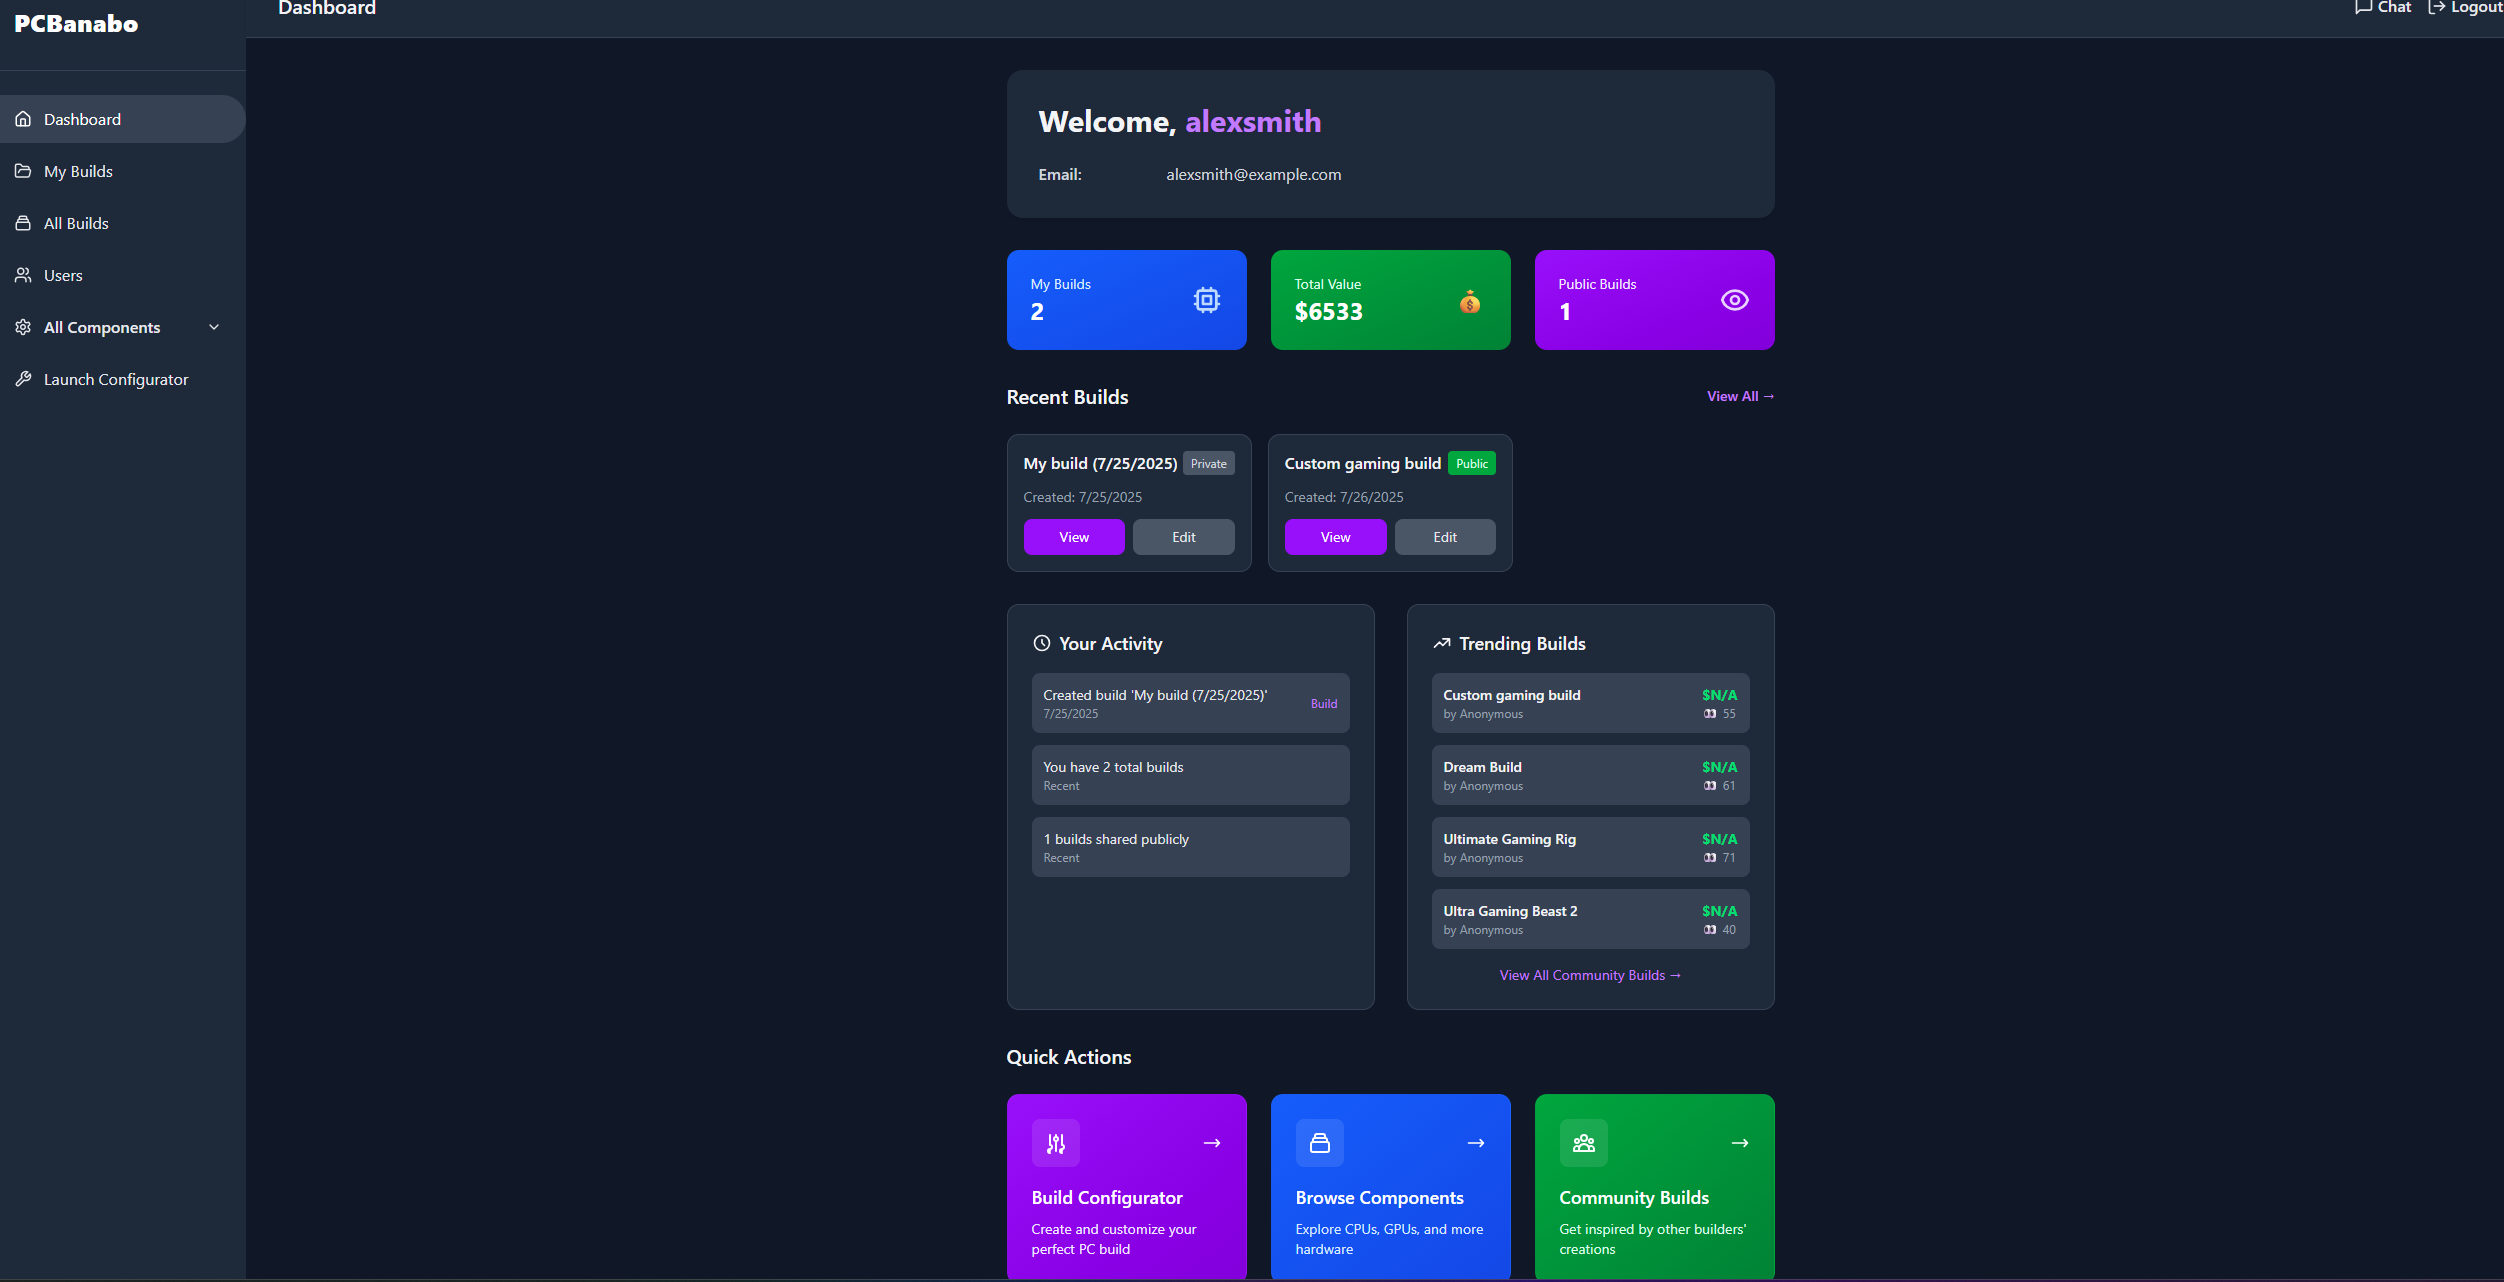 PCBanabo
Dashboard
Chat
Logout
Dashboard
My Builds
All Builds
Users
All Components
Launch Configurator
Welcome, alexsmith
Email: alexsmith@example.com
My Builds
2
Total Value
$6533
Public Builds
1
Recent Builds
View All →
My build (7/25/2025) Private
Created: 7/25/2025
View Edit
Custom gaming build Public
Created: 7/26/2025
View Edit
Your Activity
Created build 'My build (7/25/2025)'
7/25/2025
Build
You have 2 total builds
Recent
1 builds shared publicly
Recent
Trending Builds
Custom gaming build $N/A
by Anonymous 👀 55
Dream Build $N/A
by Anonymous 👀 61
Ultimate Gaming Rig $N/A
by Anonymous 👀 71
Ultra Gaming Beast 2 $N/A
by Anonymous 👀 40
View All Community Builds →
Quick Actions
→
Build Configurator
Create and customize your
perfect PC build
→
Browse Components
Explore CPUs, GPUs, and more
hardware
→
Community Builds
Get inspired by other builders'
creations